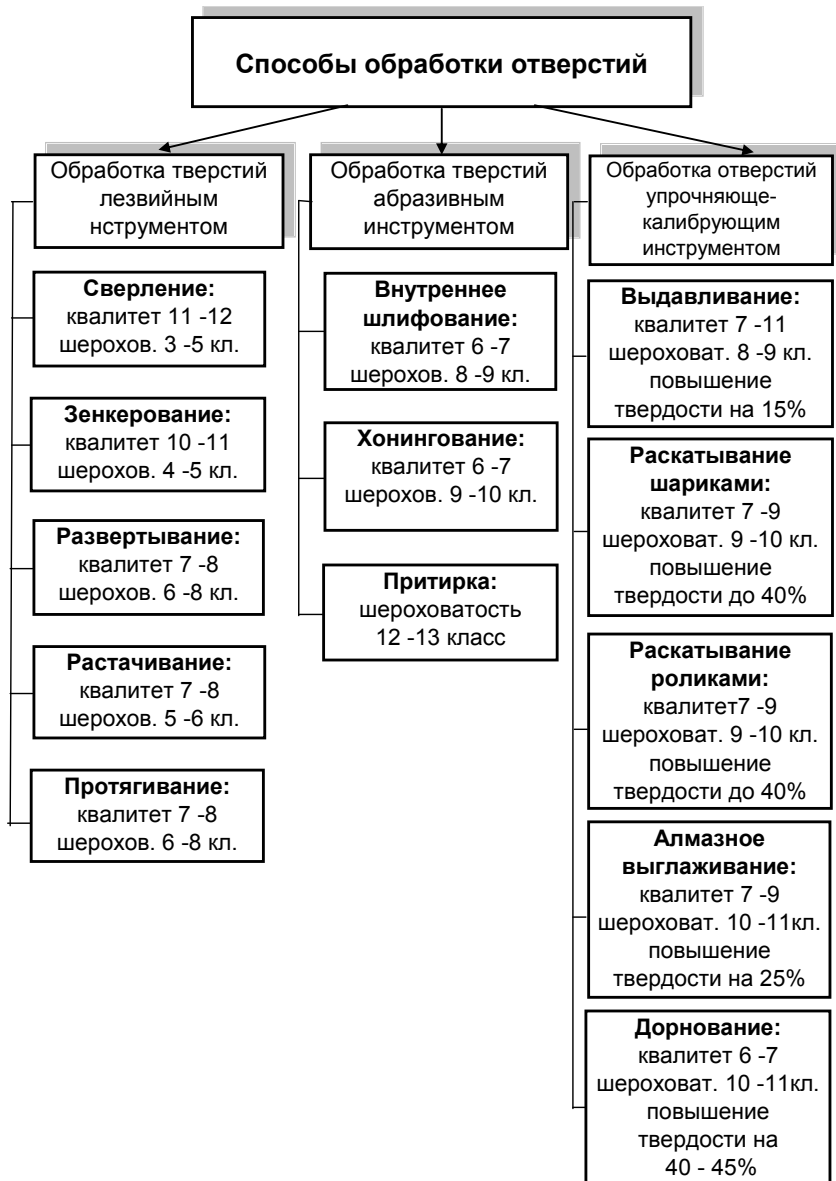 Способы обработки отверстий
Обработка тверстий
лезвийным
нструментом
Сверление:
квалитет 11 -12
шерохов. 3 -5 кл.
Зенкерование:
квалитет 10 -11
шерохов. 4 -5 кл.
Развертывание:
квалитет 7 -8
шерохов. 6 -8 кл.
Растачивание:
квалитет 7 -8
шерохов. 5 -6 кл.
Протягивание:
квалитет 7 -8
шерохов. 6 -8 кл.
Обработка тверстий
абразивным
инструментом
Внутреннее
шлифование:
квалитет 6 -7
шерохов. 8 -9 кл.
Хонингование:
квалитет 6 -7
шерохов. 9 -10 кл.
Притирка:
шероховатость
12 -13 класс
Обработка отверстий
упрочняюще-
калибрующим
инструментом
Выдавливание:
квалитет 7 -11
шероховат. 8 -9 кл.
повышение
твердости на 15%
Раскатывание
шариками:
квалитет 7 -9
шероховат. 9 -10 кл.
повышение
твердости до 40%
Раскатывание
роликами:
квалитет7 -9
шероховат. 9 -10 кл.
повышение
твердости до 40%
Алмазное
выглаживание:
квалитет 7 -9
шероховат. 10 -11кл.
повышение
твердости на 25%
Дорнование:
квалитет 6 -7
шероховат. 10 -11кл.
повышение
твердости на
40 - 45%